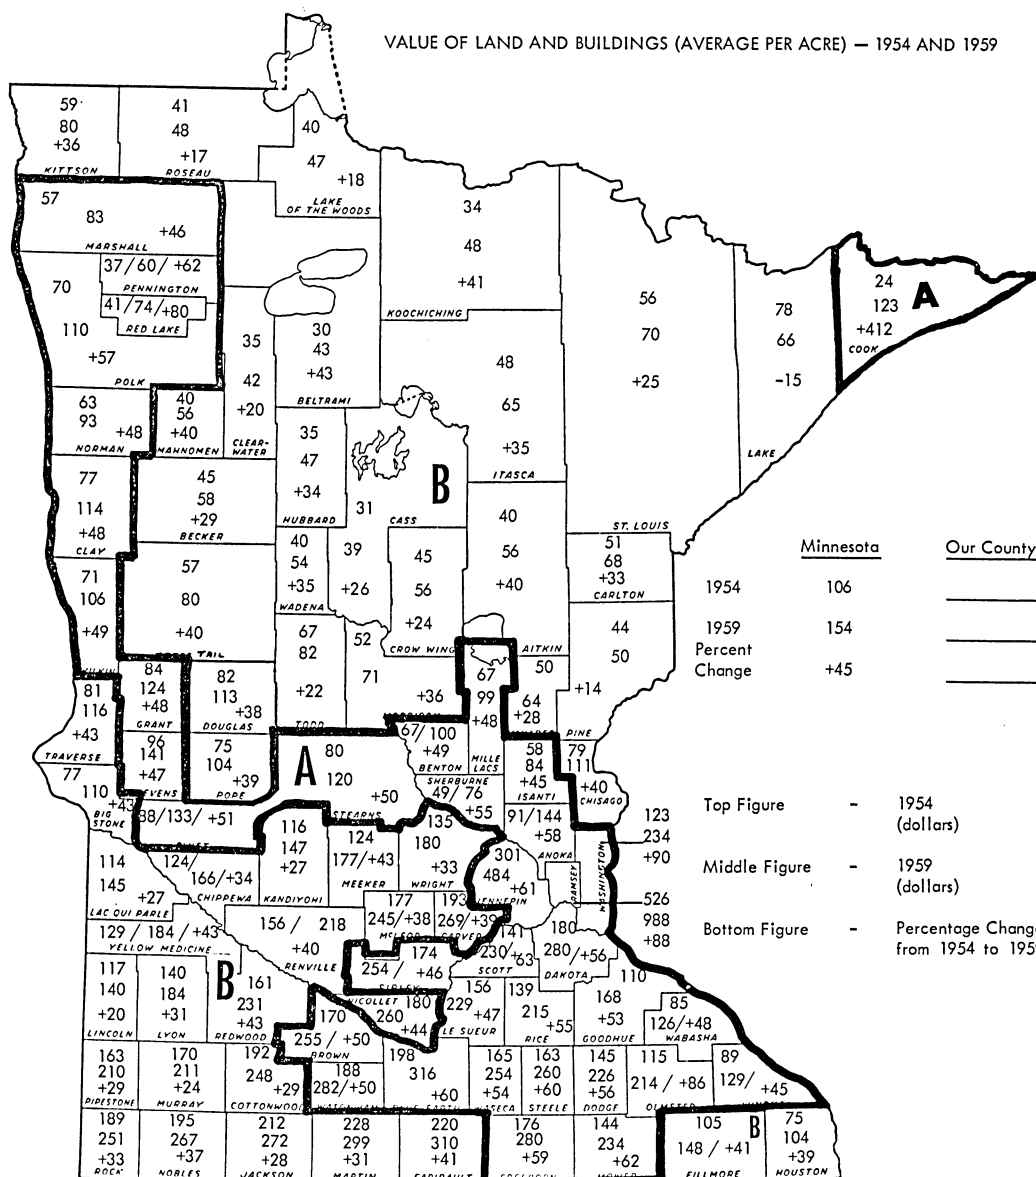 VALUE OF LAND AND BUILDINGS (AVERAGE PER ACRE) — 1954 AND 1959
59
80
+36
KITTSON
41
48
+17
ROSEAU
40
47
+18
LAKE
OF THE WOODS
57
83
+46
MARSHALL
37/60/+62
PENNINGTON
41/74/+80
RED LAKE
70
110
+57
POLK
34
48
+41
KOOCHICHING
56
70
+25
ST. LOUIS
78
66
-15
LAKE
24
123
+412
COOK
A
35
42
+20
CLEAR-
WATER
30
43
+43
BELTRAMI
48
65
+35
ITASCA
63
93
+48
NORMAN
40
56
+40
MAHNOMEN
35
47
+34
HUBBARD
31
CASS
39
+26
B
77
114
+48
CLAY
45
58
+29
BECKER
40
54
+35
WADENA
45
56
+24
CROW WING
40
56
+40
AITKIN
51
68
+33
CARLTON
71
106
+49
57
80
+40
TAIL
67
82
+22
TODD
52
71
+36
67
99
+48
MILLE
LACS
50
64
+28
44
50
+14
PINE
81
116
+43
TRAVERSE
84
124
+48
GRANT
82
113
+38
DOUGLAS
96
141
+47
75
104
+39
POPE
A
80
120
+50
STEARNS
67/100
+49
BENTON
SHERBURNE
49/76
+55
58
84
+45
ISANTI
79
111
+40
CHISAGO
77
110
+43
BIG
STONE
88/133/+51
116
147
+27
KANDIYOHI
124
177/+43
MEEKER
135
180
+33
WRIGHT
91/144
+58
ANOKA
301
484
+61
HENNEPIN
RAMSEY
WASHINGTON
123
234
+90
526
988
+88
114
145
+27
LAC QUI PARLE
124/
166/+34
CHIPPEWA
129/184/+43
YELLOW MEDICINE
156/218
+40
RENVILLE
177
245/+38
MCLEOD
193
269/+39
CARVER
174
254/
+46
SIBLEY
141
230/+63
SCOTT
180
280/+56
DAKOTA
B
117
140
+20
LINCOLN
140
184
+31
LYON
161
231
+43
REDWOOD
170
255/+50
BROWN
NICOLLET
180
260
+44
156
229
+47
LE SUEUR
139
215
+55
RICE
110
168
+53
GOODHUE
85
126/+48
WABASHA
163
210
+29
PIPESTONE
170
211
+24
MURRAY
192
248
+29
COTTONWOOD
188
282/+50
198
316
+60
165
254
+54
163
260
+60
STEELE
145
226
+56
DODGE
115
214/+86
89
129/
+45
189
251
+33
ROCK
195
267
+37
NOBLES
212
272
+28
JACKSON
228
299
+31
MARTIN
220
310
+41
FARIBAULT
176
280
+59
144
234
+62
105
148/+41
FILLMORE
B
75
104
+39
HOUSTON
Minnesota Our County
1954 106
1959 154
Percent
Change +45
Top Figure – 1954
(dollars)
Middle Figure – 1959
(dollars)
Bottom Figure – Percentage Chang
from 1954 to 195